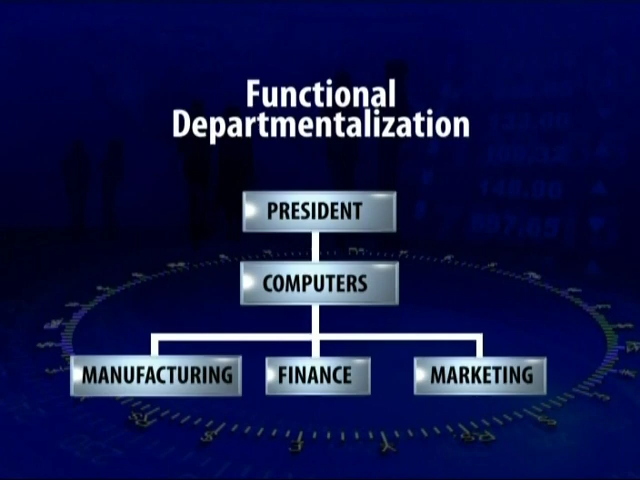 Functional
Departmentalization
PRESIDENT
COMPUTERS
MANUFACTURING
FINANCE
MARKETING